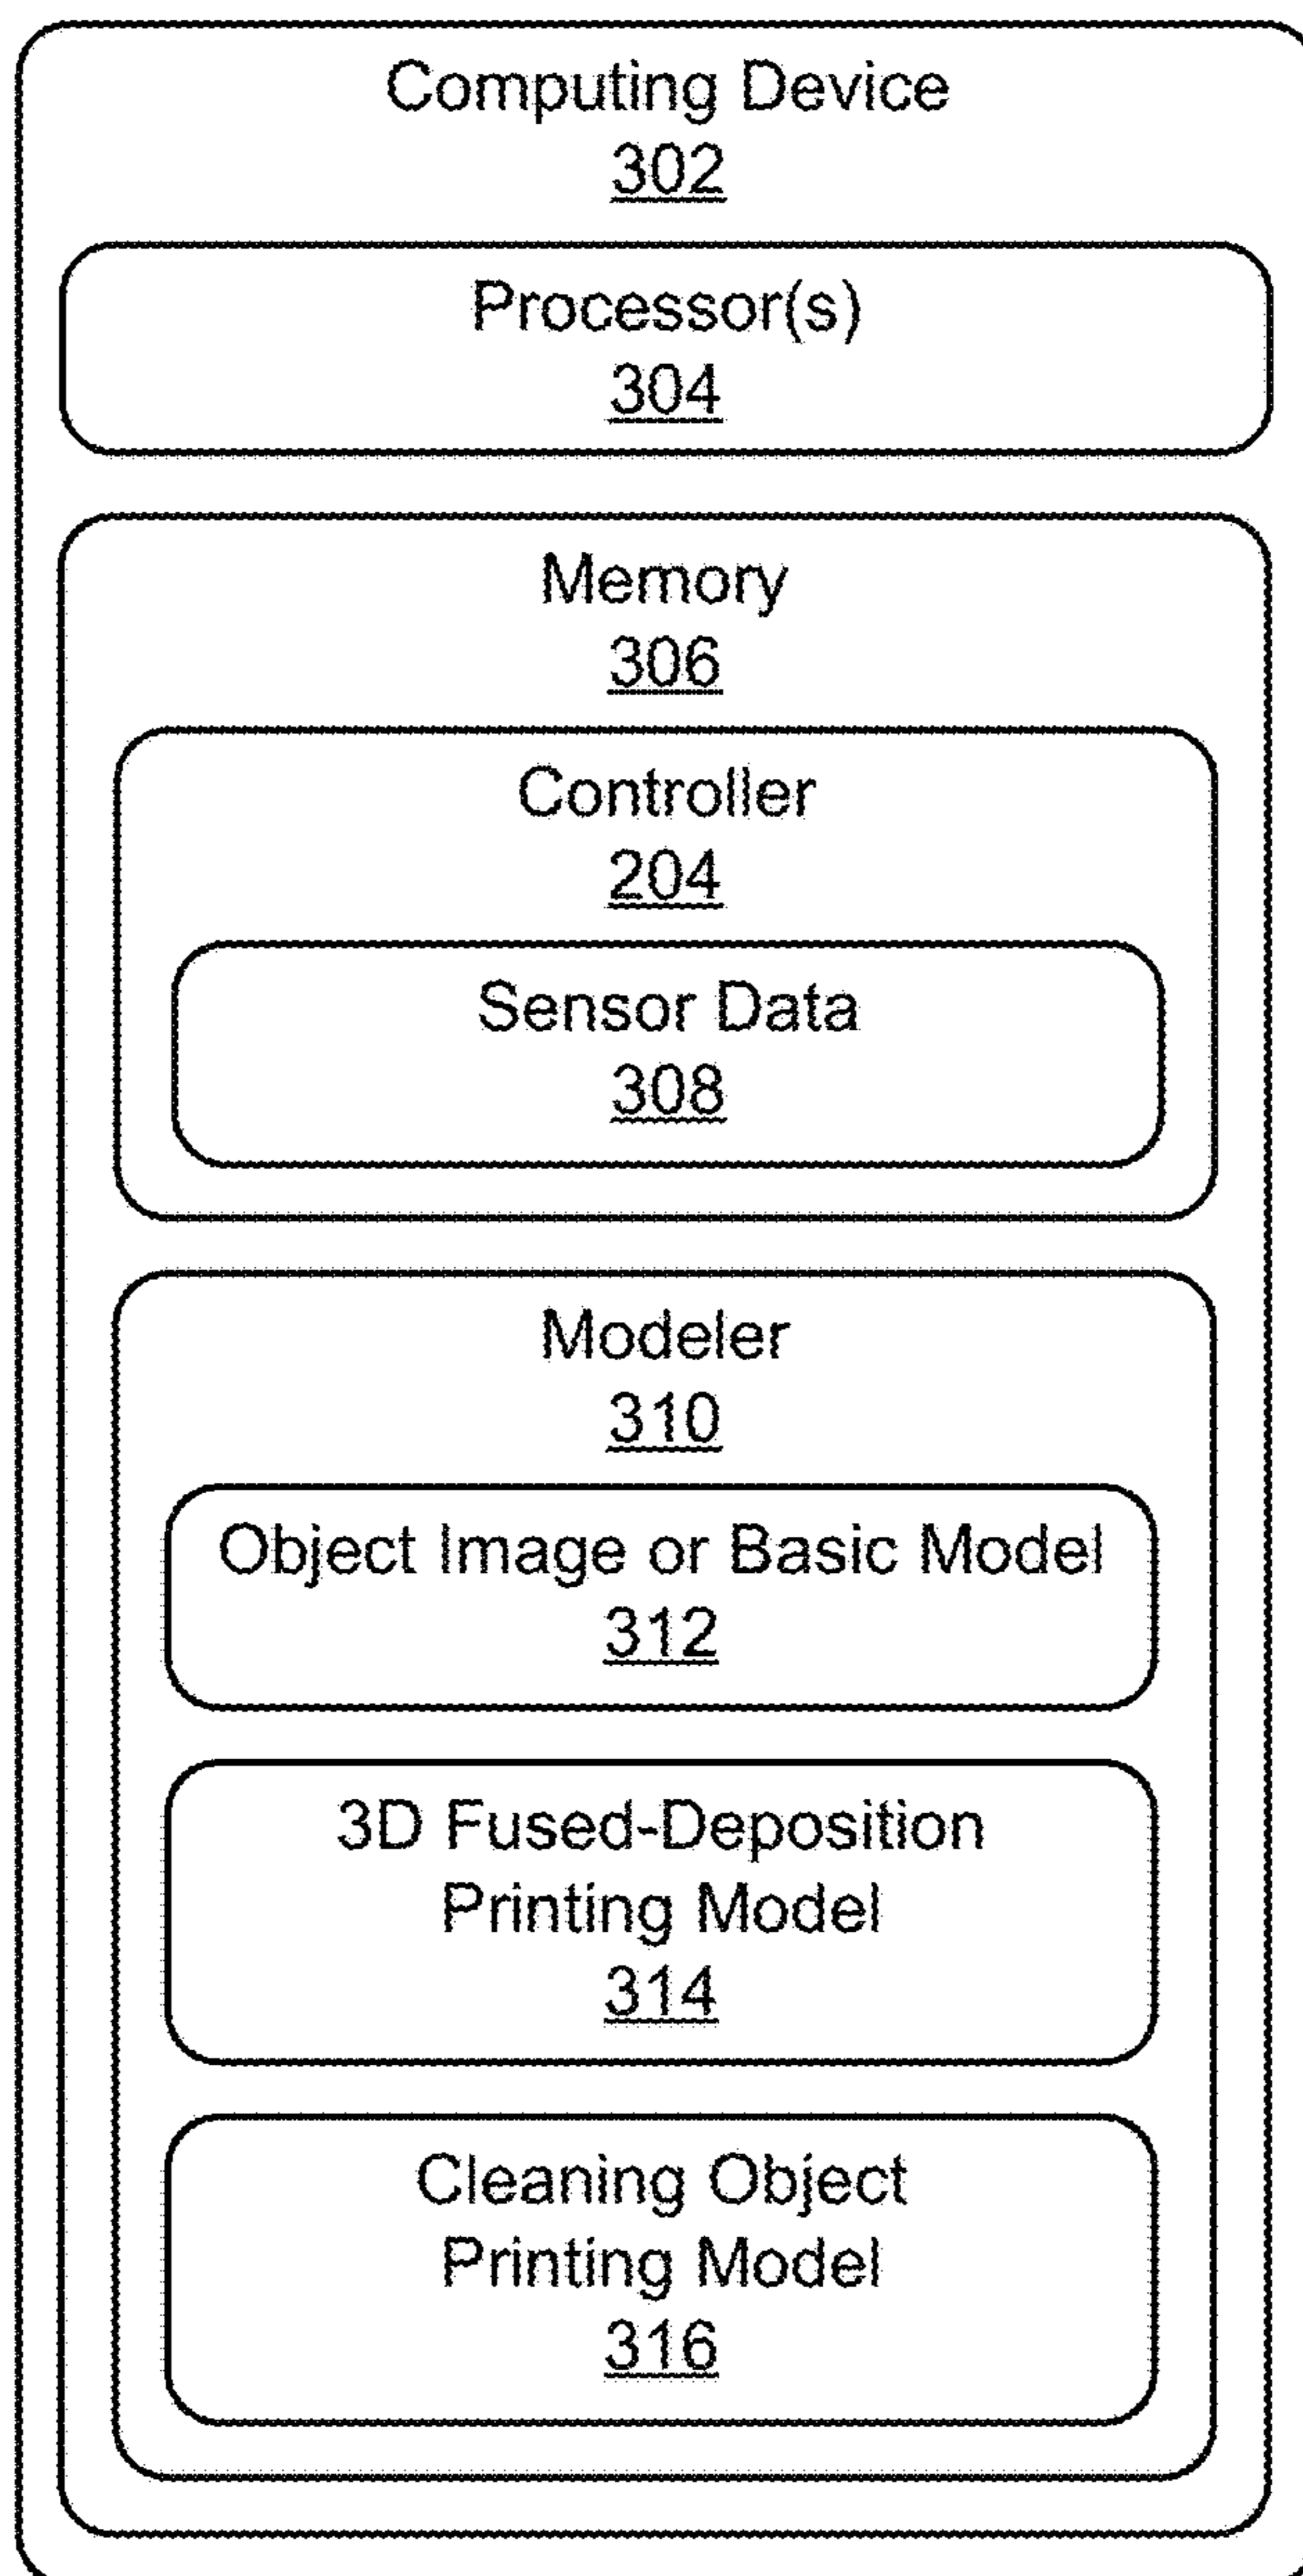 Computing Device
302
Processor(s)
304
Memory
306
Controller
204
Sensor Data
308
Modeler
310
Object Image or Basic Model
312
3D Fused-Deposition
Printing Model
314
Cleaning Object
Printing Model
316